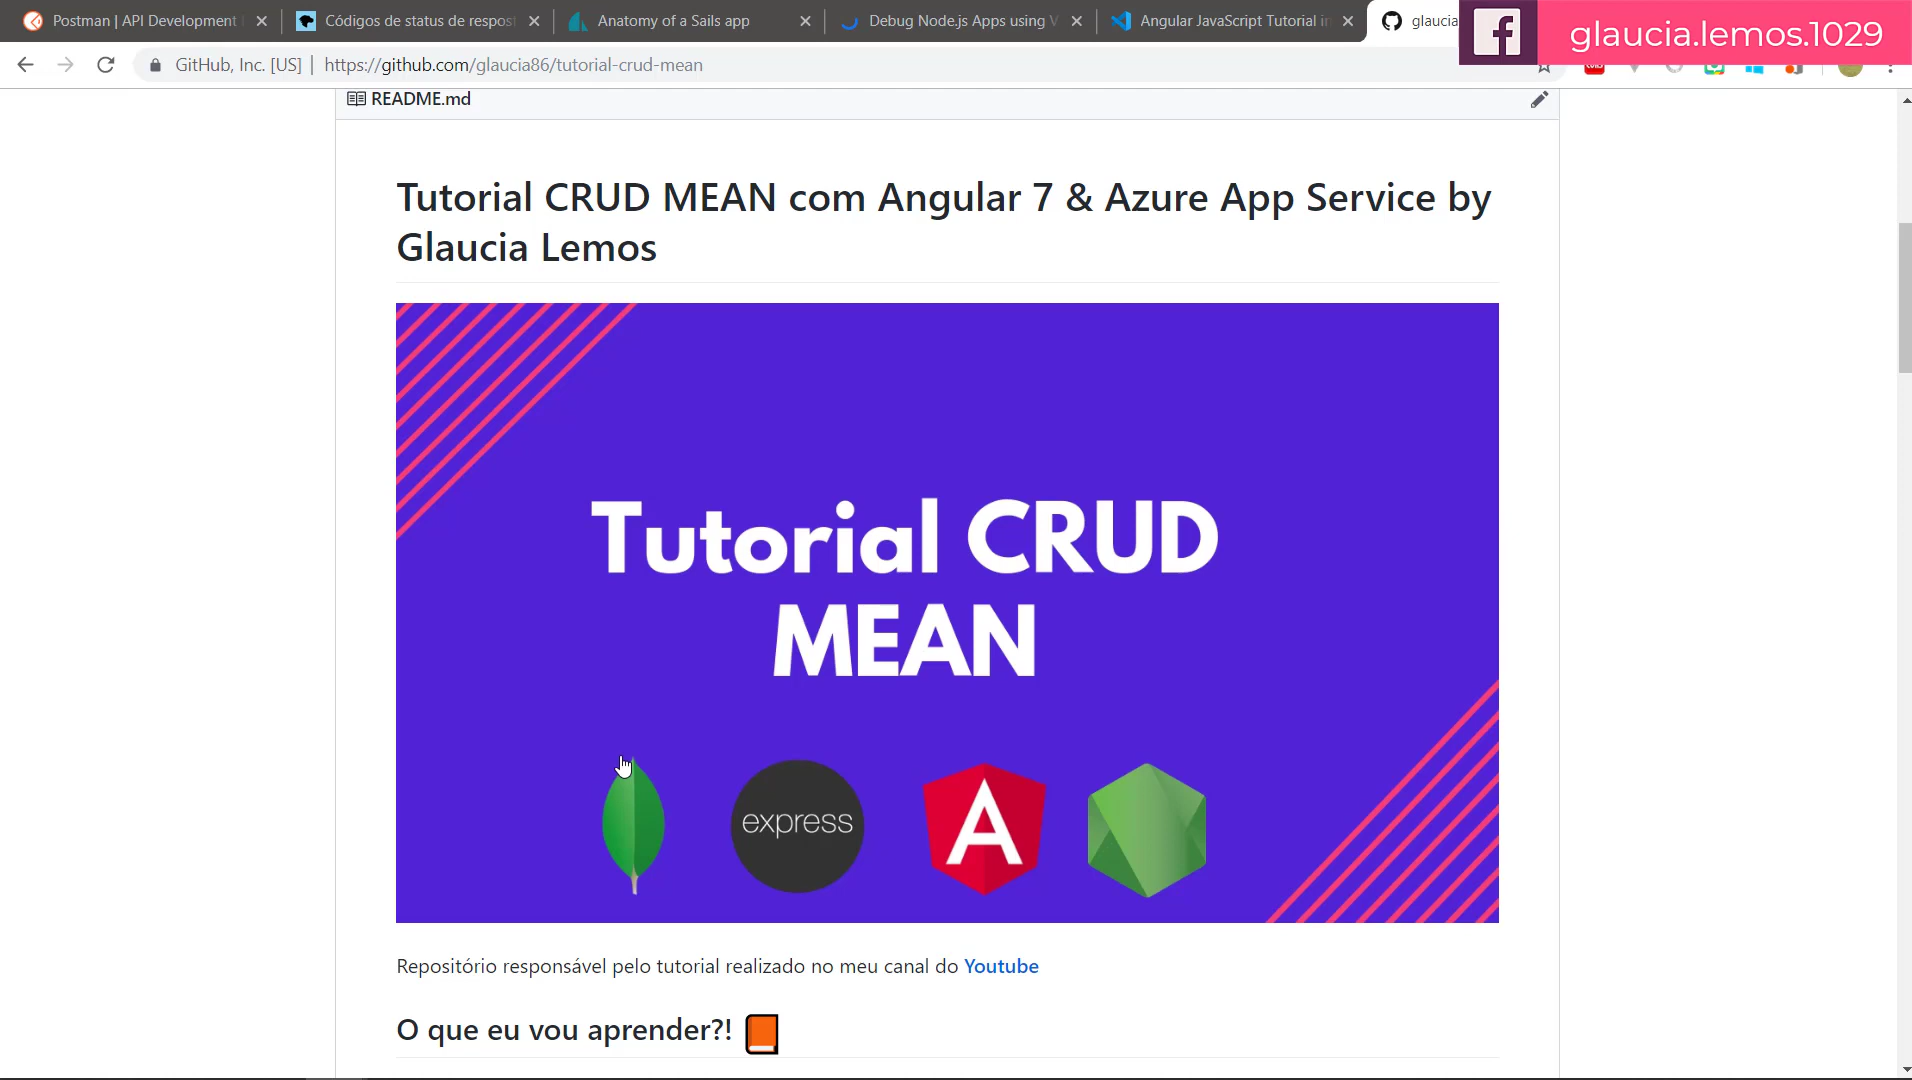 Postman | API Development
Códigos de status de respost
Anatomy of a Sails app
Debug Node.js Apps using V
Angular JavaScript Tutorial in
glaucia
glaucia.lemos.1029
GitHub, Inc. [US] | https://github.com/glaucia86/tutorial-crud-mean
README.md
Tutorial CRUD MEAN com Angular 7 & Azure App Service by
Glaucia Lemos
Tutorial CRUD
MEAN
express
Repositório responsável pelo tutorial realizado no meu canal do Youtube
O que eu vou aprender?!